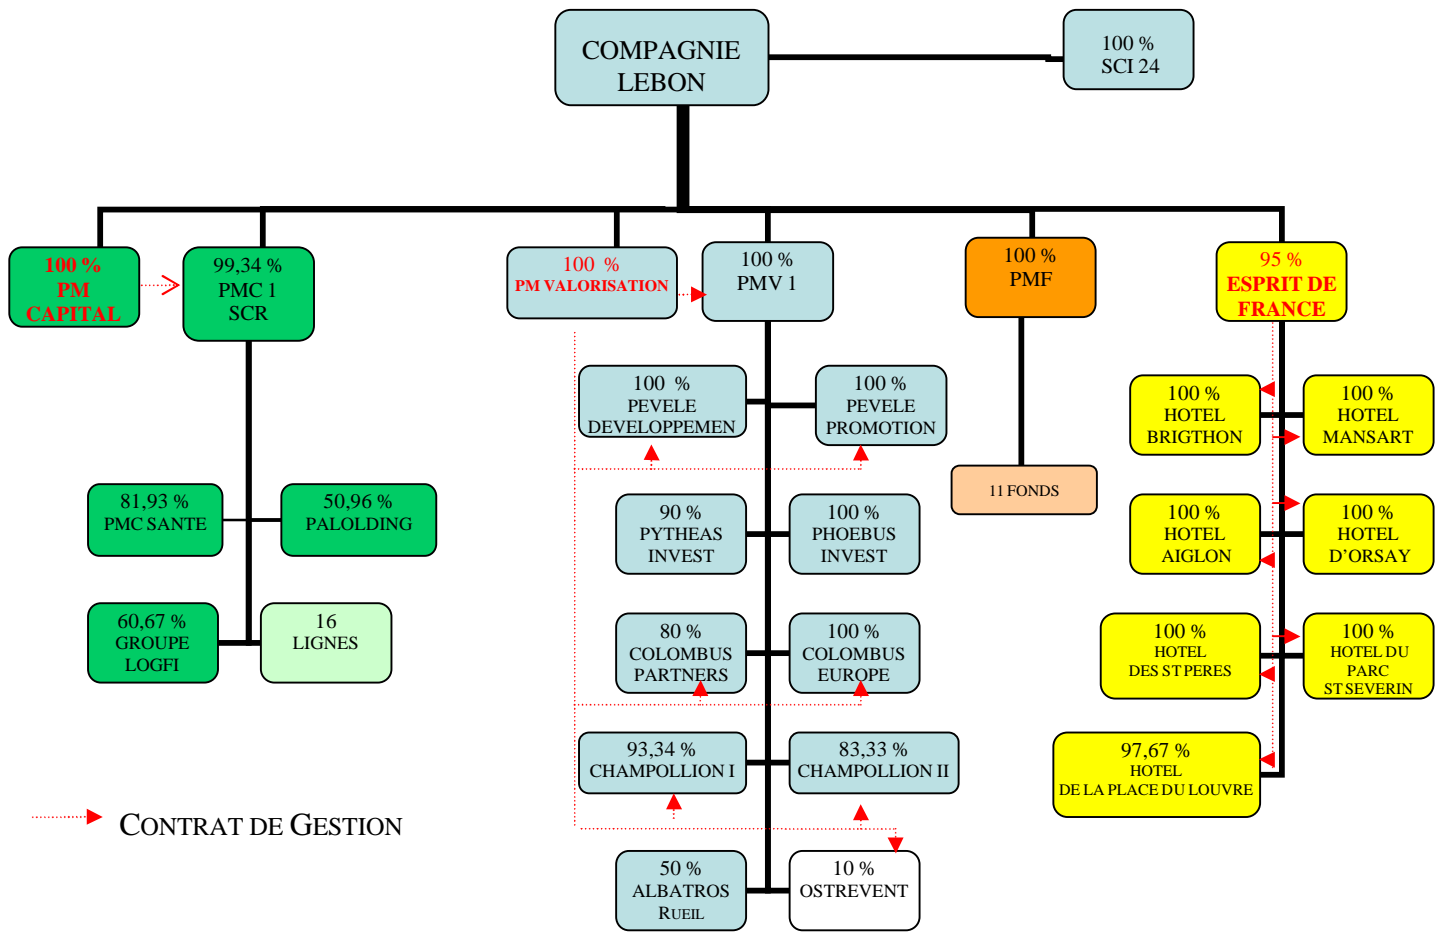 COMPAGNIE
LEBON
100 %
SCI 24
100 %
PM
CAPITAL
99,34 %
PMC 1
SCR
100 %
PM VALORISATION
100 %
PMV 1
100 %
PMF
95 %
ESPRIT DE
FRANCE
100 %
PEVELE
DEVELOPPEMEN
100 %
PEVELE
PROMOTION
100 %
HOTEL
BRIGTHON
100 %
HOTEL
MANSART
81,93 %
PMC SANTE
50,96 %
PALOLDING
90 %
PYTHEAS
INVEST
100 %
PHOEBUS
INVEST
11 FONDS
100 %
HOTEL
AIGLON
100 %
HOTEL
D'ORSAY
60,67 %
GROUPE
LOGFI
16
LIGNES
80 %
COLOMBUS
PARTNERS
100 %
COLOMBUS
EUROPE
100 %
HOTEL
DES ST PERES
100 %
HOTEL DU
PARC
ST SEVERIN
93,34 %
CHAMPOLLION I
83,33 %
CHAMPOLLION II
97,67 %
HOTEL
DE LA PLACE DU LOUVRE
CONTRAT DE GESTION
50 %
ALBATROS
RUEIL
10 %
OSTREVENT